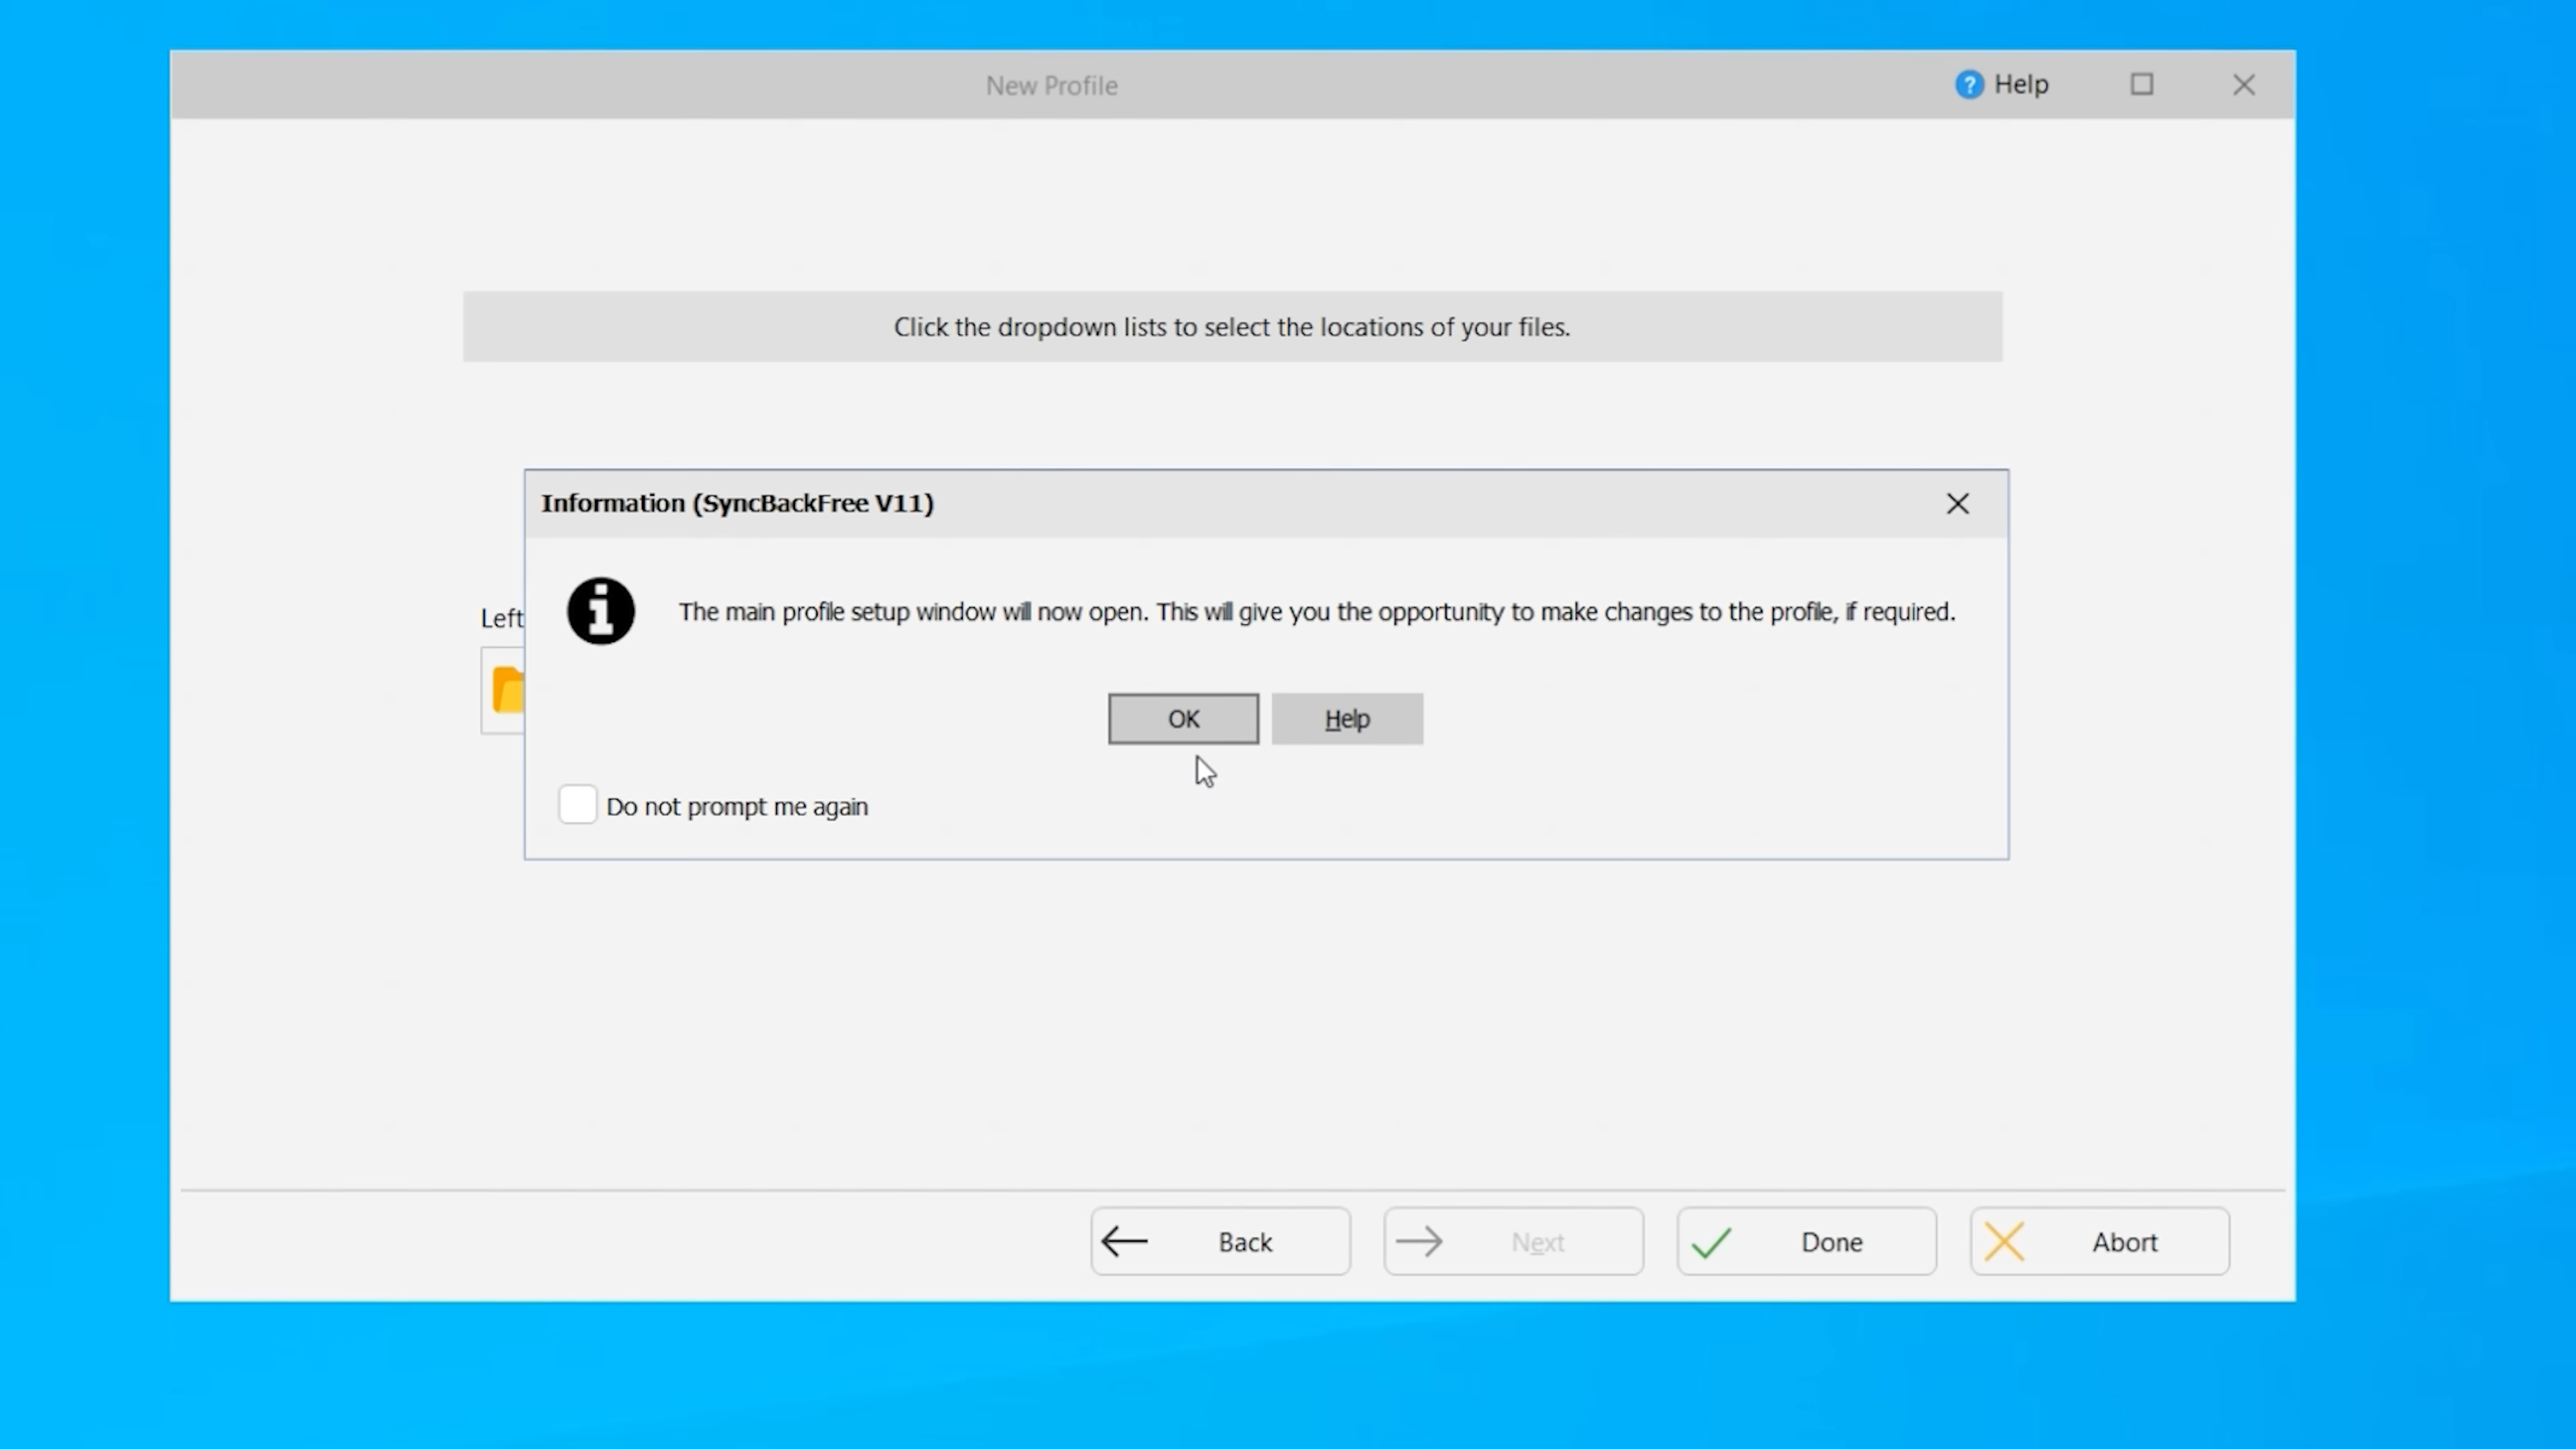 New Profile
Help
Click the dropdown lists to select the locations of your files.
Information (SyncBackFree V11)
The main profile setup window will now open. This will give you the opportunity to make changes to the profile, if required.
Left
OK
Help
Do not prompt me again
Back
Next
Done
Abort